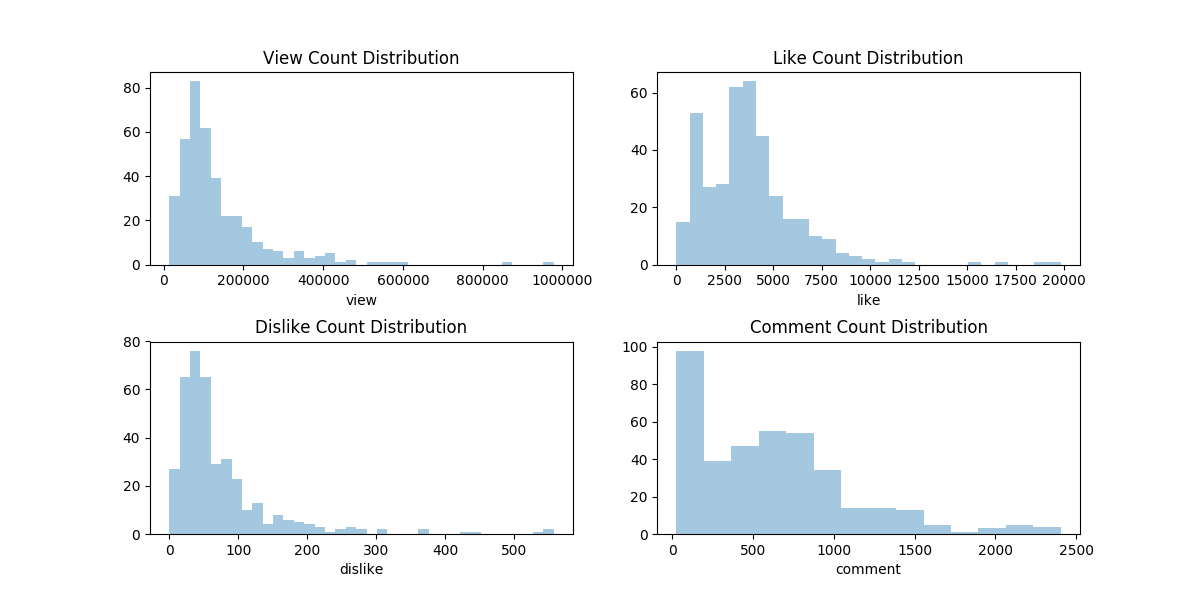 View Count Distribution
80
60
40
20
0
0 200000 400000 600000 800000 1000000
view
Like Count Distribution
60
40
20
0
0 2500 5000 7500 10000 12500 15000 17500 20000
like
Dislike Count Distribution
80
60
40
20
0
0 100 200 300 400 500
dislike
Comment Count Distribution
100
80
60
40
20
0
0 500 1000 1500 2000 2500
comment